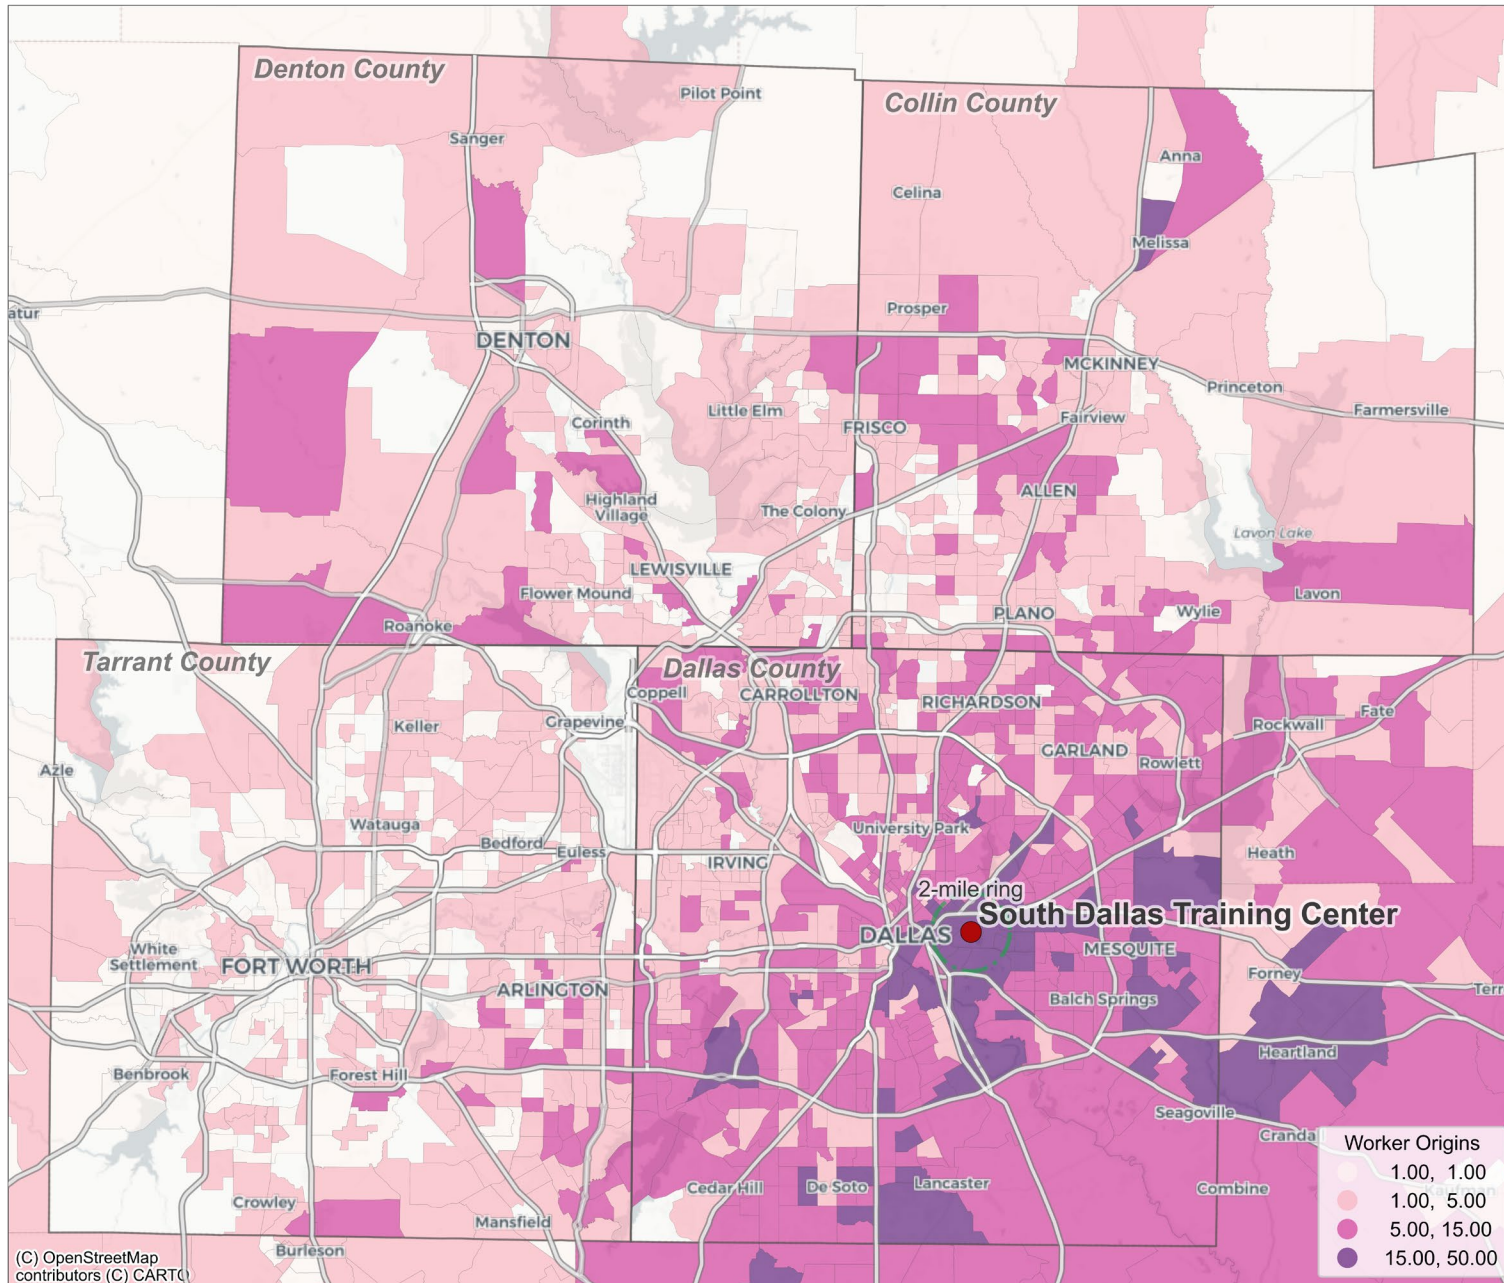 Denton County
Pilot Point
Collin County
Sanger
Anna
Celina
Melissa
Prosper
atur
DENTON
MCKINNEY
Princeton
Little Elm
Farmersville
Corinth
FRISCO
Fairview
Highland
Village
ALLEN
The Colony
Lavon Lake
LEWISVILLE
Flower Mound
Lavon
Roanoke
PLANO
Wylie
Tarrant County
Dallas County
Coppell
CARROLLTON
RICHARDSON
Keller
Grapevine
Rockwall
Fate
GARLAND
Rowlett
Azle
Watauga
Bedford
Euless
University Park
IRVING
Heath
2-mile ring
South Dallas Training Center
DALLAS
White
Settlement
FORT WORTH
MESQUITE
Forney
ARLINGTON
Balch Springs
Terr
Heartland
Benbrook
Forest Hill
Seagoville
Crandal
Cedar Hill
De Soto
Lancaster
Combine
Kaufman
Crowley
Mansfield
Burleson
Worker Origins
1.00, 1.00
1.00, 5.00
5.00, 15.00
15.00, 50.00
(C) OpenStreetMap
contributors (C) CARTO